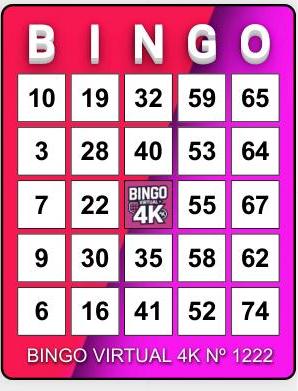 B I N G O
10 19 32 59 65
3 28 40 53 64
7 22 BINGO VIRTUAL 4K 55 67
9 30 35 58 62
6 16 41 52 74
BINGO VIRTUAL 4K Nº 1222